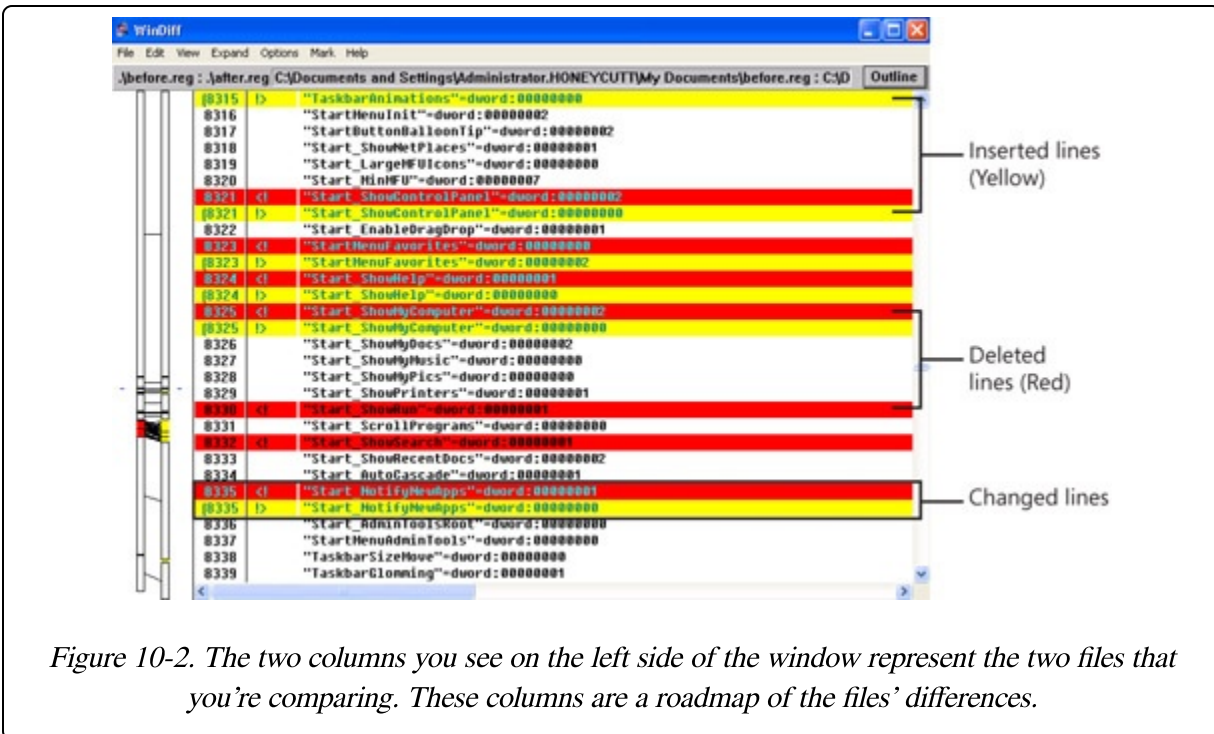 WinDiff
File Edit View Expand Options Mark Help
.\before.reg : .\after.reg C:\Documents and Settings\Administrator.HONEYCUTT\My Documents\before.reg : C:\D Outline
(8315 !> "TaskbarAnimations"=dword:00000000
8316 "StartMenuInit"=dword:00000002
8317 "StartButtonBalloonTip"=dword:00000002
8318 "Start_ShowNetPlaces"=dword:00000001
8319 "Start_LargeMFUIcons"=dword:00000000
8320 "Start_MinMFU"=dword:00000007
8321 <! "Start_ShowControlPanel"=dword:00000002
(8321 !> "Start_ShowControlPanel"=dword:00000000
8322 "Start_EnableDragDrop"=dword:00000001
8323 <! "StartMenuFavorites"=dword:00000000
(8323 !> "StartMenuFavorites"=dword:00000002
8324 <! "Start_ShowHelp"=dword:00000001
(8324 !> "Start_ShowHelp"=dword:00000000
8325 <! "Start_ShowMyComputer"=dword:00000002
(8325 !> "Start_ShowMyComputer"=dword:00000000
8326 "Start_ShowMyDocs"=dword:00000002
8327 "Start_ShowMyMusic"=dword:00000000
8328 "Start_ShowMyPics"=dword:00000000
8329 "Start_ShowPrinters"=dword:00000001
8330 <! "Start_ShowRun"=dword:00000001
8331 "Start_ScrollPrograms"=dword:00000000
8332 <! "Start_ShowSearch"=dword:00000001
8333 "Start_ShowRecentDocs"=dword:00000002
8334 "Start_AutoCascade"=dword:00000001
8335 <! "Start_NotifyNewApps"=dword:00000001
(8335 !> "Start_NotifyNewApps"=dword:00000000
8336 "Start_AdminToolsRoot"=dword:00000000
8337 "StartMenuAdminTools"=dword:00000000
8338 "TaskbarSizeMove"=dword:00000000
8339 "TaskbarGlomming"=dword:00000001
Inserted lines
(Yellow)
Deleted
lines (Red)
Changed lines
Figure 10-2. The two columns you see on the left side of the window represent the two files that
you're comparing. These columns are a roadmap of the files' differences.